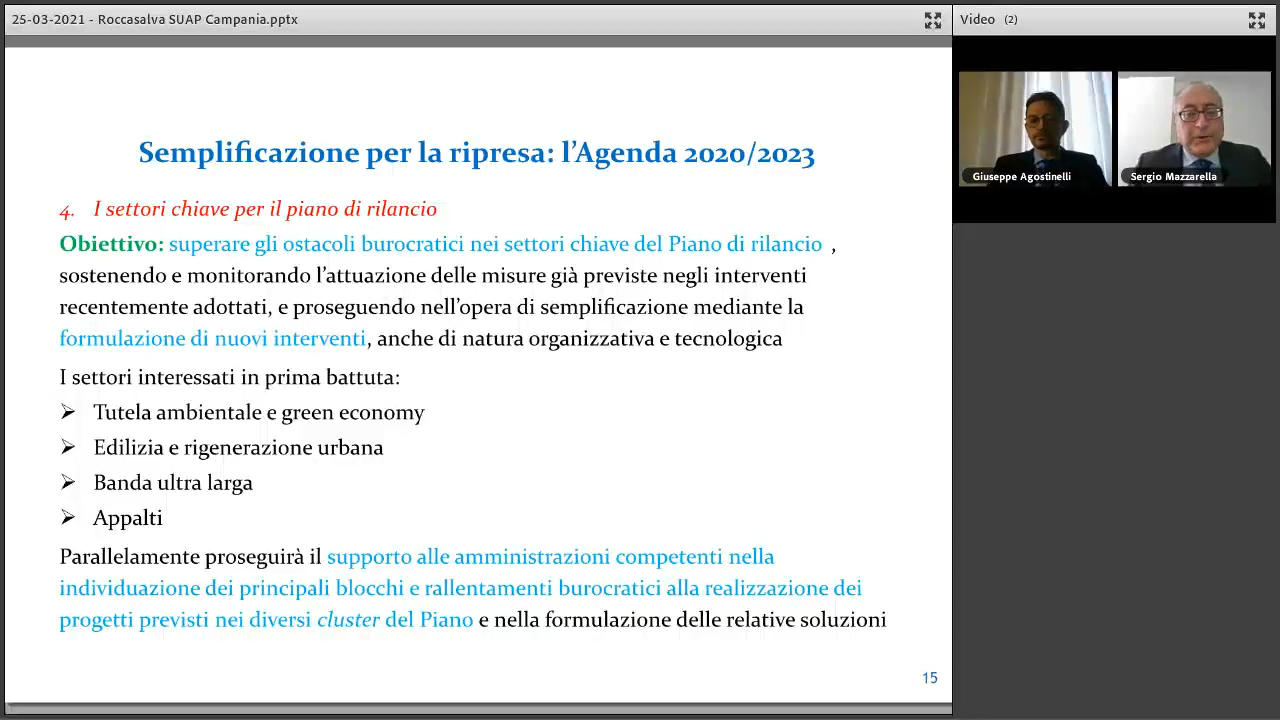 25-03-2021 - Roccasalva SUAP Campania.pptx
Video (2)
Giuseppe Agostinelli
Sergio Mazzarella
Semplificazione per la ripresa: l'Agenda 2020/2023
4. I settori chiave per il piano di rilancio
Obiettivo: superare gli ostacoli burocratici nei settori chiave del Piano di rilancio ,
sostenendo e monitorando l'attuazione delle misure già previste negli interventi
recentemente adottati, e proseguendo nell'opera di semplificazione mediante la
formulazione di nuovi interventi, anche di natura organizzativa e tecnologica
I settori interessati in prima battuta:
➢ Tutela ambientale e green economy
➢ Edilizia e rigenerazione urbana
➢ Banda ultra larga
➢ Appalti
Parallelamente proseguirà il supporto alle amministrazioni competenti nella
individuazione dei principali blocchi e rallentamenti burocratici alla realizzazione dei
progetti previsti nei diversi cluster del Piano e nella formulazione delle relative soluzioni
15